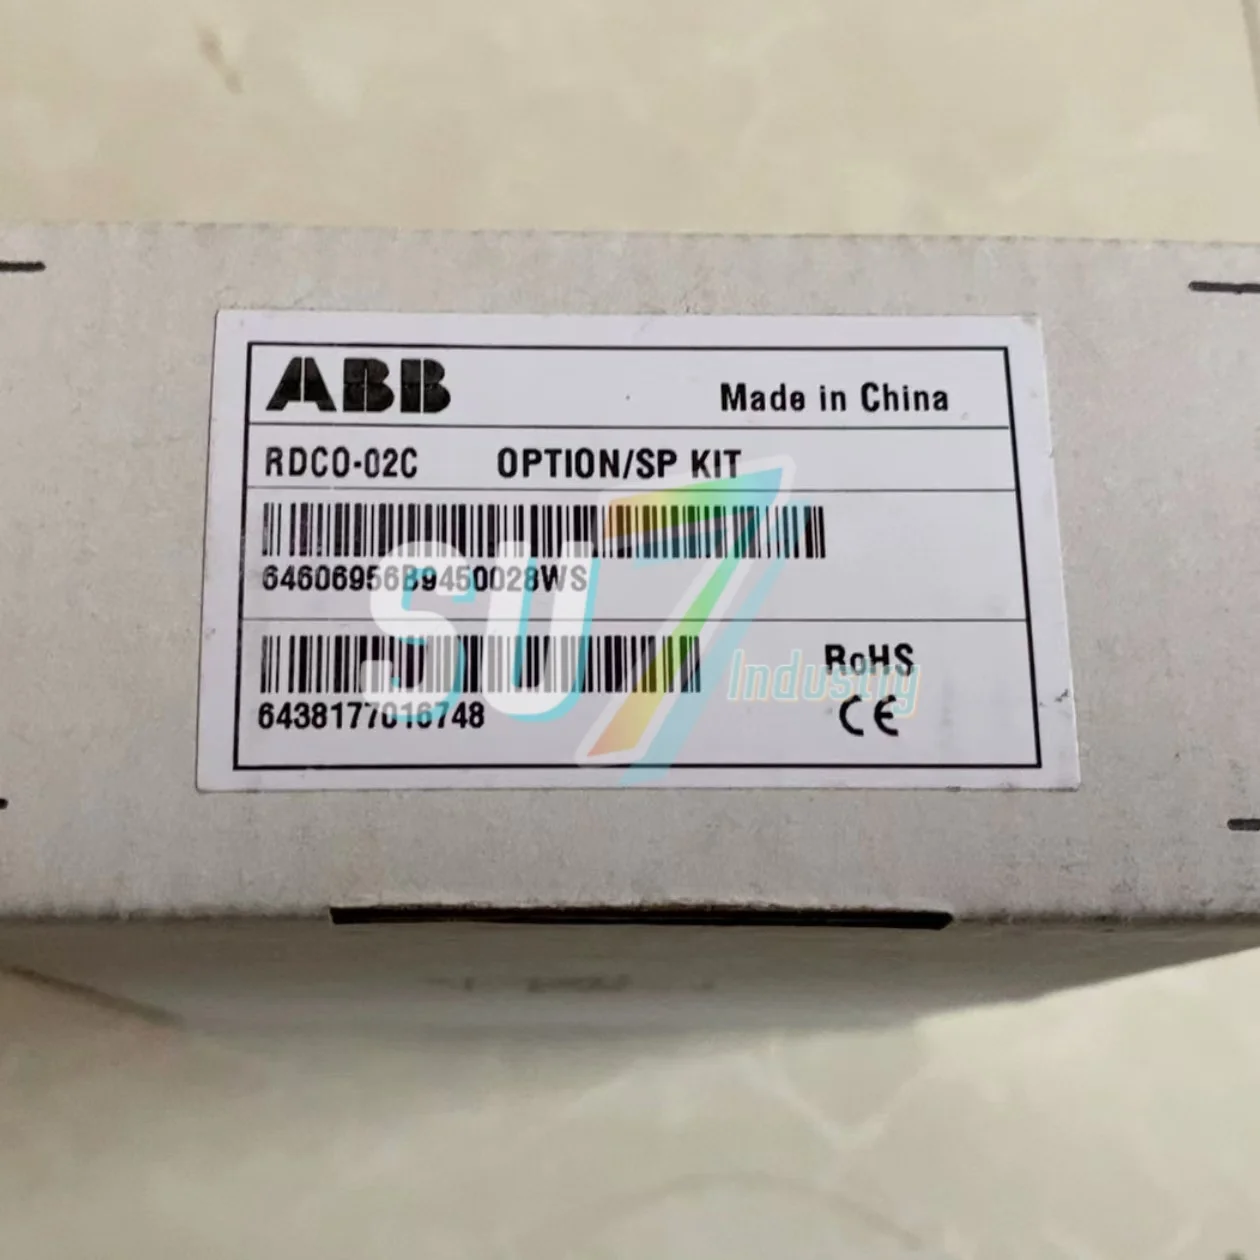 ABB
Made in China
RDCO-02C OPTION/SP KIT
64606956B9450028WS
6438177016748
RoHS
CE
SU7 Industry